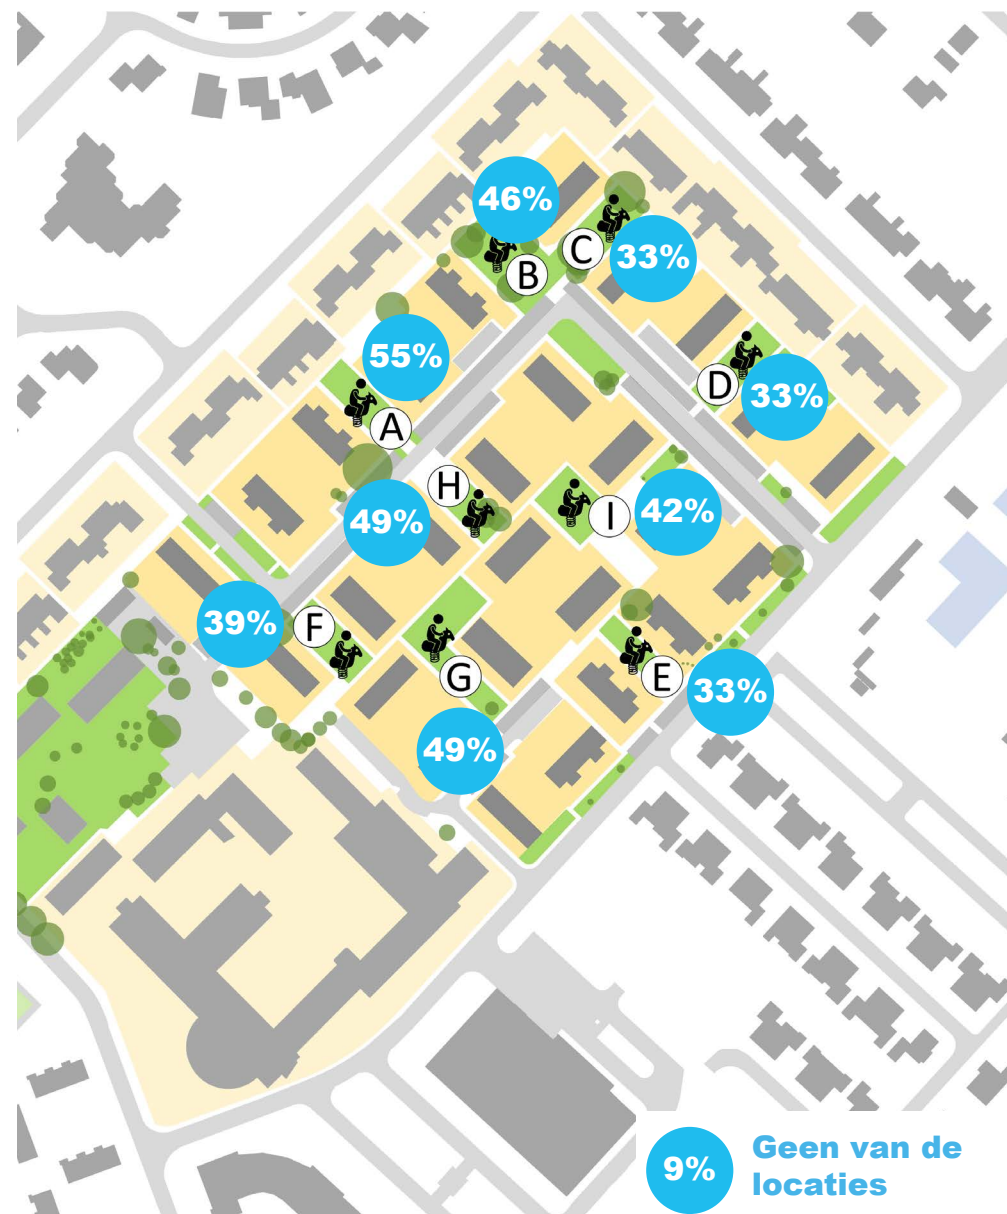 46%
C
33%
B
55%
D
33%
A
H
49%
I
42%
39%
F
G
E
33%
49%
9%
Geen van de
locaties